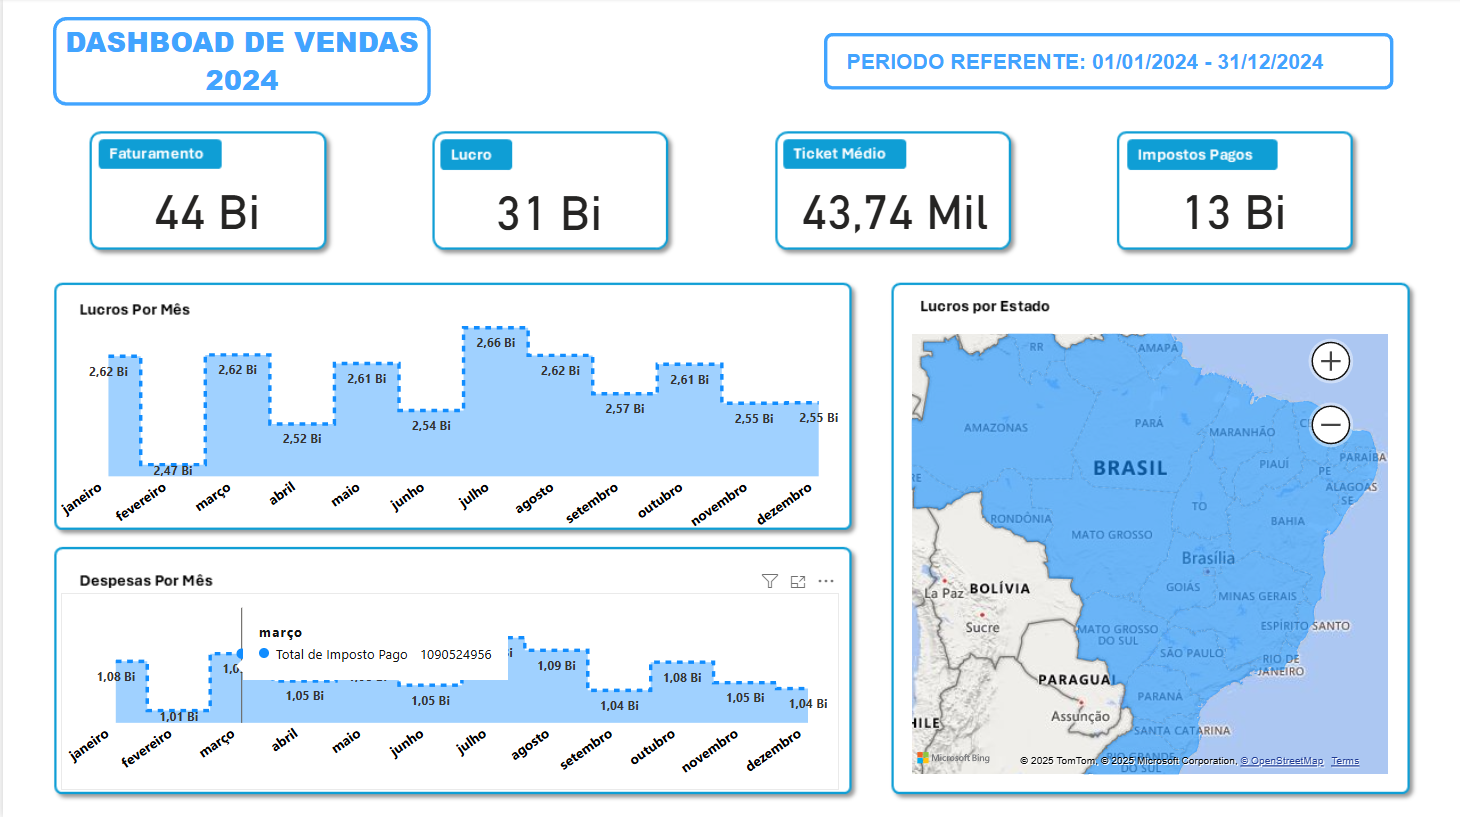 DASHBOAD DE VENDAS
2024
PERIODO REFERENTE: 01/01/2024 - 31/12/2024
Faturamento
44 Bi
Lucro
31 Bi
Ticket Médio
43,74 Mil
Impostos Pagos
13 Bi
Lucros Por Mês
2,62 Bi
2,47 Bi
2,62 Bi
2,52 Bi
2,61 Bi
2,54 Bi
2,66 Bi
2,62 Bi
2,57 Bi
2,61 Bi
2,55 Bi
2,55 Bi
janeiro
fevereiro
março
abril
maio
junho
julho
agosto
setembro
outubro
novembro
dezembro
Despesas Por Mês
março
Total de Imposto Pago 1090524956
1,08 Bi
1,01 Bi
1,05 Bi
1,05 Bi
1,09 Bi
1,04 Bi
1,08 Bi
1,05 Bi
1,04 Bi
janeiro
fevereiro
março
abril
maio
junho
julho
agosto
setembro
outubro
novembro
dezembro
Lucros por Estado
RR
AMAPÁ
AMAZONAS
PARÁ
MARANHÃO
PARAÍBA
PIAUÍ
PE
BRASIL
ALAGOAS
SE
TO
RONDÔNIA
BAHIA
MATO GROSSO
Brasília
GOIÁS
La Paz
BOLÍVIA
MINAS GERAIS
Sucre
MATO GROSSO
DO SUL
ESPÍRITO SANTO
SÃO PAULO
RIO DE
JANEIRO
PARAGUAI
PARANÁ
Assunção
SANTA CATARINA
RIO GRANDE
DO SUL
Microsoft Bing
© 2025 TomTom, © 2025 Microsoft Corporation, © OpenStreetMap Terms